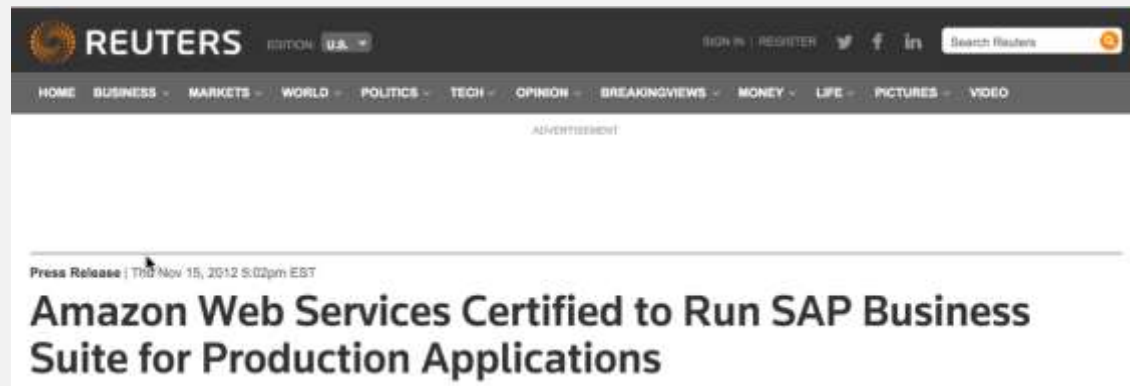 REUTERS EDITION: U.S. SIGN IN | REGISTER Search Reuters
HOME BUSINESS MARKETS WORLD POLITICS TECH OPINION BREAKINGVIEWS MONEY LIFE PICTURES VIDEO
ADVERTISEMENT
Press Release | Thu Nov 15, 2012 5:02pm EST
Amazon Web Services Certified to Run SAP Business
Suite for Production Applications